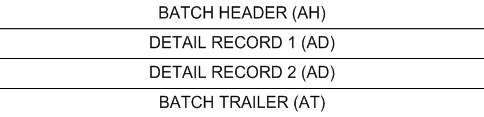 BATCH HEADER (AH)
DETAIL RECORD 1 (AD)
DETAIL RECORD 2 (AD)
BATCH TRAILER (AT)